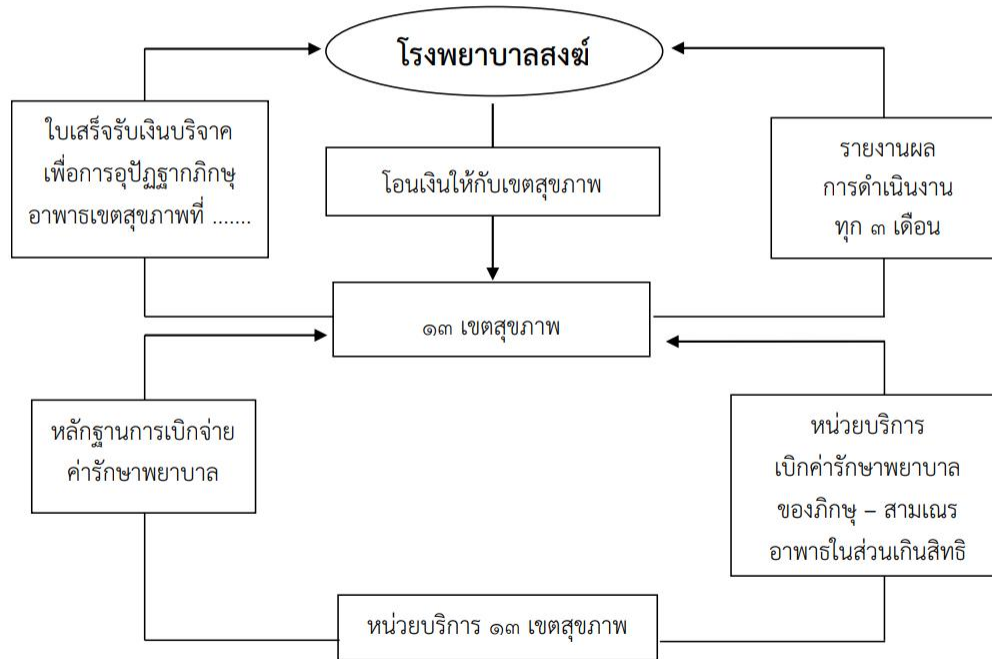 โรงพยาบาลสงฆ์
ใบเสร็จรับเงินบริจาค
เพื่อการอุปัฏฐากภิกษุ
อาพาธเขตสุขภาพที่ .......
โอนเงินให้กับเขตสุขภาพ
รายงานผล
การดำเนินงาน
ทุก ๓ เดือน
๑๓ เขตสุขภาพ
หลักฐานการเบิกจ่าย
ค่ารักษาพยาบาล
หน่วยบริการ
เบิกค่ารักษาพยาบาล
ของภิกษุ – สามเณร
อาพาธในส่วนเกินสิทธิ
หน่วยบริการ ๑๓ เขตสุขภาพ